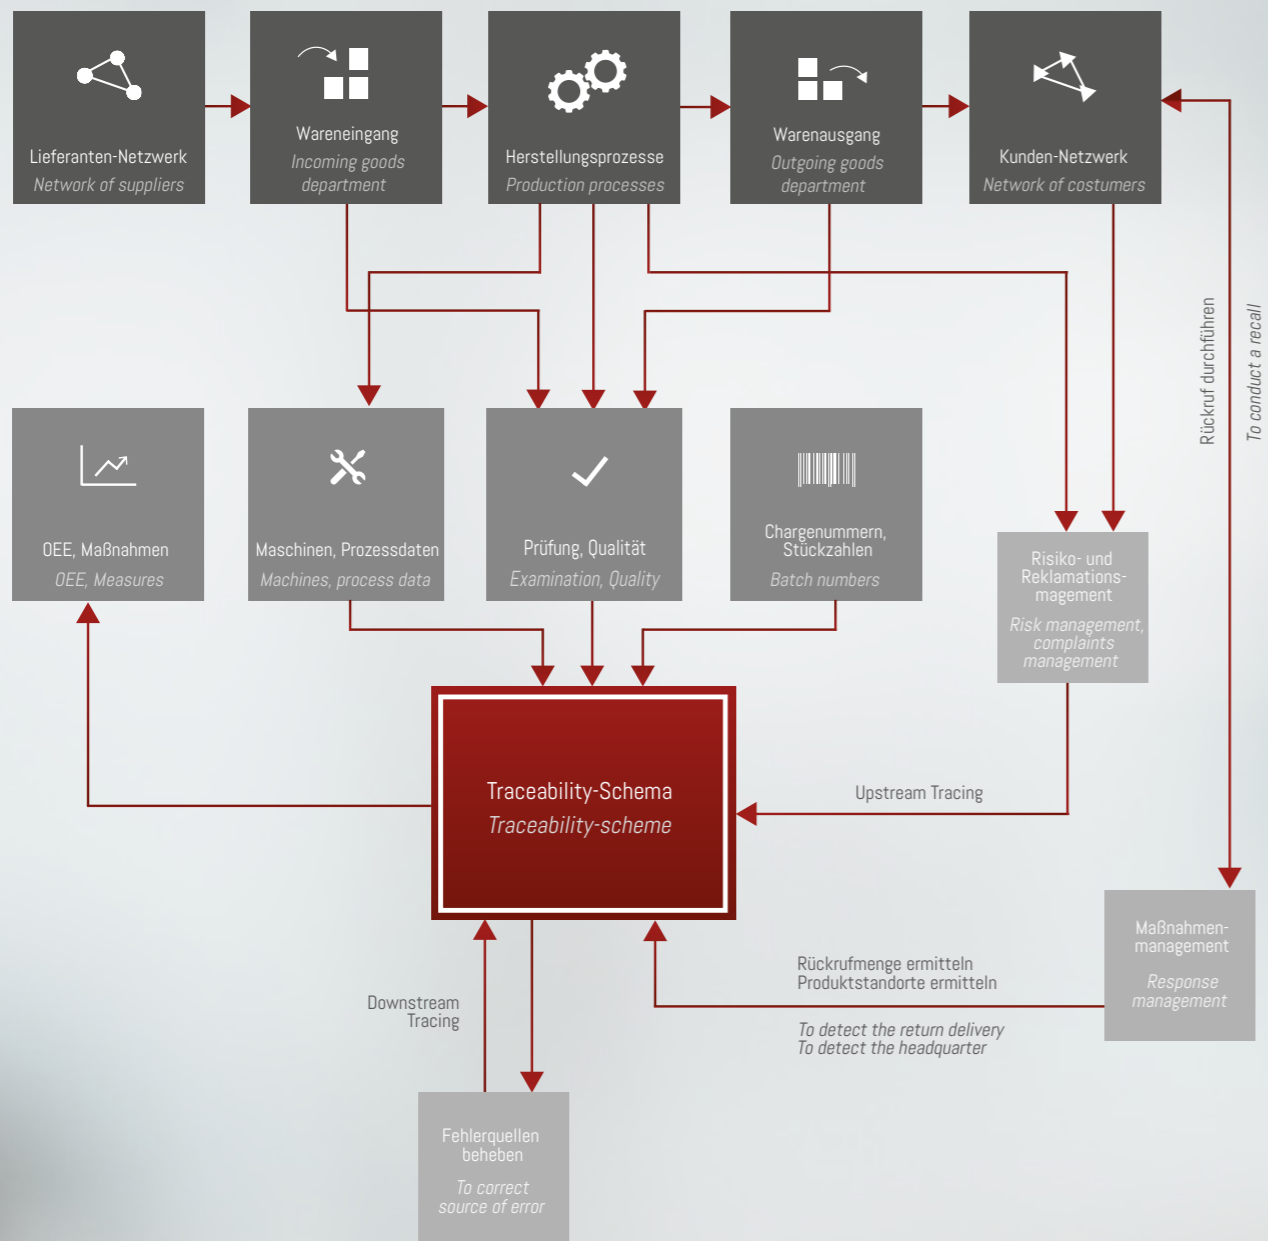 Lieferanten-Netzwerk
Network of suppliers
Wareneingang
Incoming goods
department
Herstellungsprozesse
Production processes
Warenausgang
Outgoing goods
department
Kunden-Netzwerk
Network of costumers
Rückruf durchführen
To conduct a recall
OEE, Maßnahmen
OEE, Measures
Maschinen, Prozessdaten
Machines, process data
Prüfung, Qualität
Examination, Quality
Chargenummern,
Stückzahlen
Batch numbers
Risiko- und
Reklamations-
magement
Risk management,
complaints
management
Traceability-Schema
Traceability-scheme
Upstream Tracing
Maßnahmen-
management
Response
management
Rückrufmenge ermitteln
Produktstandorte ermitteln
To detect the return delivery
To detect the headquarter
Downstream
Tracing
Fehlerquellen
beheben
To correct
source of error